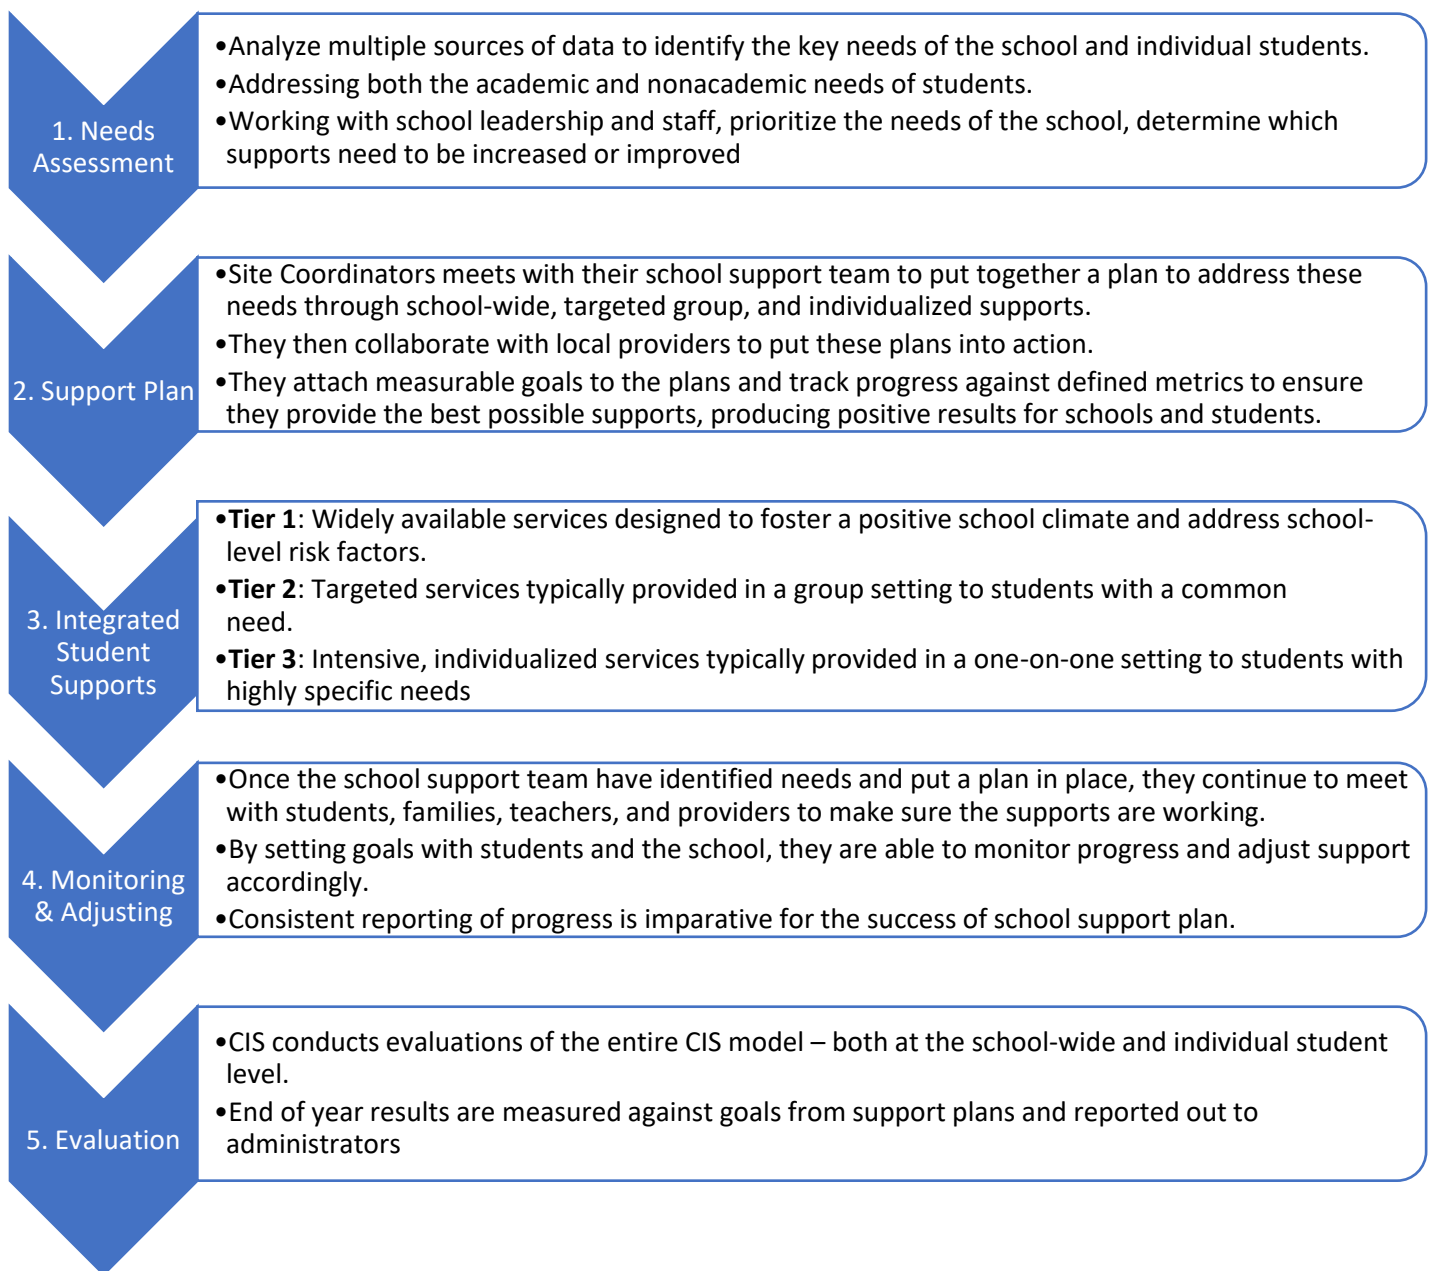 1. Needs
Assessment
•Analyze multiple sources of data to identify the key needs of the school and individual students.
•Addressing both the academic and nonacademic needs of students.
•Working with school leadership and staff, prioritize the needs of the school, determine which
supports need to be increased or improved
2. Support Plan
•Site Coordinators meets with their school support team to put together a plan to address these
needs through school-wide, targeted group, and individualized supports.
•They then collaborate with local providers to put these plans into action.
•They attach measurable goals to the plans and track progress against defined metrics to ensure
they provide the best possible supports, producing positive results for schools and students.
3. Integrated
Student
Supports
•Tier 1: Widely available services designed to foster a positive school climate and address school-
level risk factors.
•Tier 2: Targeted services typically provided in a group setting to students with a common
need.
•Tier 3: Intensive, individualized services typically provided in a one-on-one setting to students with
highly specific needs
4. Monitoring
& Adjusting
•Once the school support team have identified needs and put a plan in place, they continue to meet
with students, families, teachers, and providers to make sure the supports are working.
•By setting goals with students and the school, they are able to monitor progress and adjust support
accordingly.
•Consistent reporting of progress is imparative for the success of school support plan.
5. Evaluation
•CIS conducts evaluations of the entire CIS model – both at the school-wide and individual student
level.
•End of year results are measured against goals from support plans and reported out to
administrators